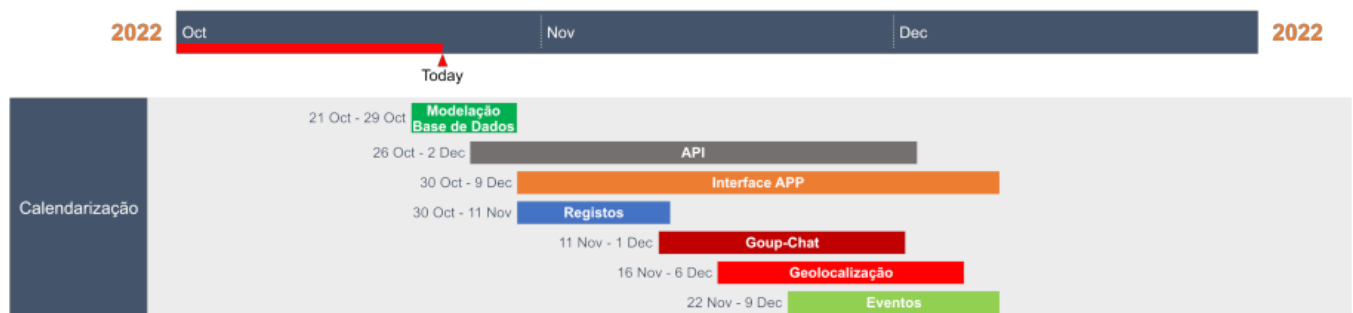 2022 Oct Nov Dec 2022
Today
21 Oct - 29 Oct Modelação
Base de Dados
26 Oct - 2 Dec API
30 Oct - 9 Dec Interface APP
Calendarização
30 Oct - 11 Nov Registos
11 Nov - 1 Dec Goup-Chat
16 Nov - 6 Dec Geolocalização
22 Nov - 9 Dec Eventos